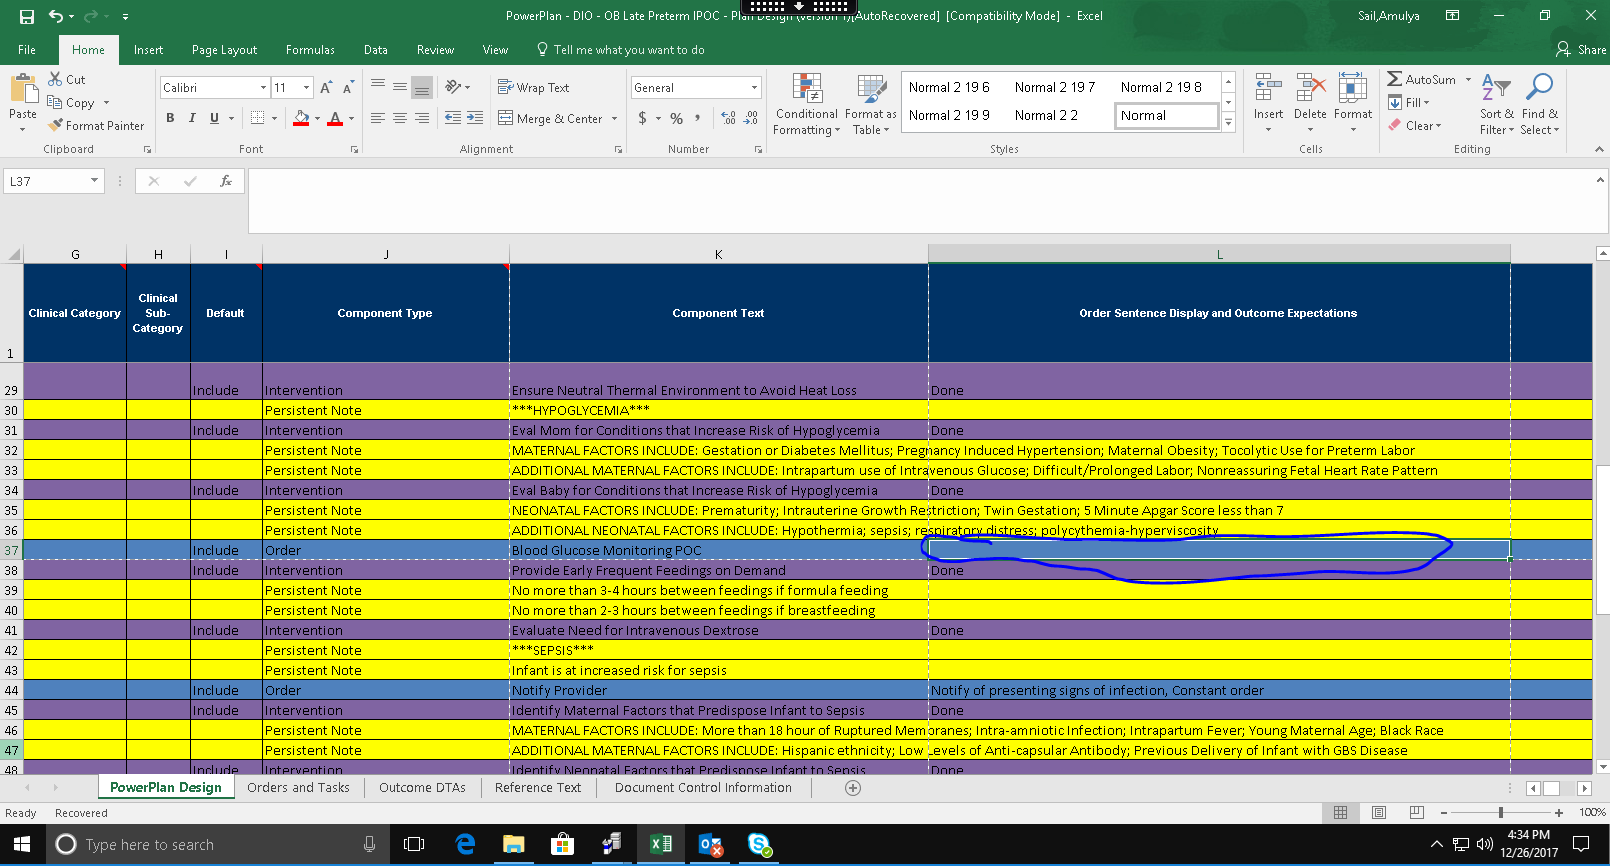 PowerPlan - DIO - OB Late Preterm IPOC - Plan Design (version 1)[AutoRecovered] [Compatibility Mode] - Excel
Sail,Amulya
File Home Insert Page Layout Formulas Data Review View Tell me what you want to do Share
Cut
Copy
Format Painter
Paste
Clipboard
Calibri 11
B I U
Font
Wrap Text
Merge & Center
Alignment
General
$ % ,
Number
Conditional Formatting
Format as Table
Normal 2 19 6 Normal 2 19 7 Normal 2 19 8
Normal 2 19 9 Normal 2 2 Normal
Styles
Insert Delete Format
Cells
AutoSum
Fill
Clear
Sort & Filter
Find & Select
Editing
L37 fx
G H I J K L
1 Clinical Category Clinical Sub-Category Default Component Type Component Text Order Sentence Display and Outcome Expectations
29 Include Intervention Ensure Neutral Thermal Environment to Avoid Heat Loss Done
30 Persistent Note ***HYPOGLYCEMIA***
31 Include Intervention Eval Mom for Conditions that Increase Risk of Hypoglycemia Done
32 Persistent Note MATERNAL FACTORS INCLUDE: Gestation or Diabetes Mellitus; Pregnancy Induced Hypertension; Maternal Obesity; Tocolytic Use for Preterm Labor
33 Persistent Note ADDITIONAL MATERNAL FACTORS INCLUDE: Intrapartum use of Intravenous Glucose; Difficult/Prolonged Labor; Nonreassuring Fetal Heart Rate Pattern
34 Include Intervention Eval Baby for Conditions that Increase Risk of Hypoglycemia Done
35 Persistent Note NEONATAL FACTORS INCLUDE: Prematurity; Intrauterine Growth Restriction; Twin Gestation; 5 Minute Apgar Score less than 7
36 Persistent Note ADDITIONAL NEONATAL FACTORS INCLUDE: Hypothermia; sepsis; respiratory distress; polycythemia-hyperviscosity
37 Include Order Blood Glucose Monitoring POC
38 Include Intervention Provide Early Frequent Feedings on Demand Done
39 Persistent Note No more than 3-4 hours between feedings if formula feeding
40 Persistent Note No more than 2-3 hours between feedings if breastfeeding
41 Include Intervention Evaluate Need for Intravenous Dextrose Done
42 Persistent Note ***SEPSIS***
43 Persistent Note Infant is at increased risk for sepsis
44 Include Order Notify Provider Notify of presenting signs of infection, Constant order
45 Include Intervention Identify Maternal Factors that Predispose Infant to Sepsis Done
46 Persistent Note MATERNAL FACTORS INCLUDE: More than 18 hour of Ruptured Membranes; Intra-amniotic Infection; Intrapartum Fever; Young Maternal Age; Black Race
47 Persistent Note ADDITIONAL MATERNAL FACTORS INCLUDE: Hispanic ethnicity; Low Levels of Anti-capsular Antibody; Previous Delivery of Infant with GBS Disease
48 Include Intervention Identify Neonatal Factors that Predispose Infant to Sepsis Done
PowerPlan Design Orders and Tasks Outcome DTAs Reference Text Document Control Information
Ready Recovered 100%
Type here to search
4:34 PM
12/26/2017